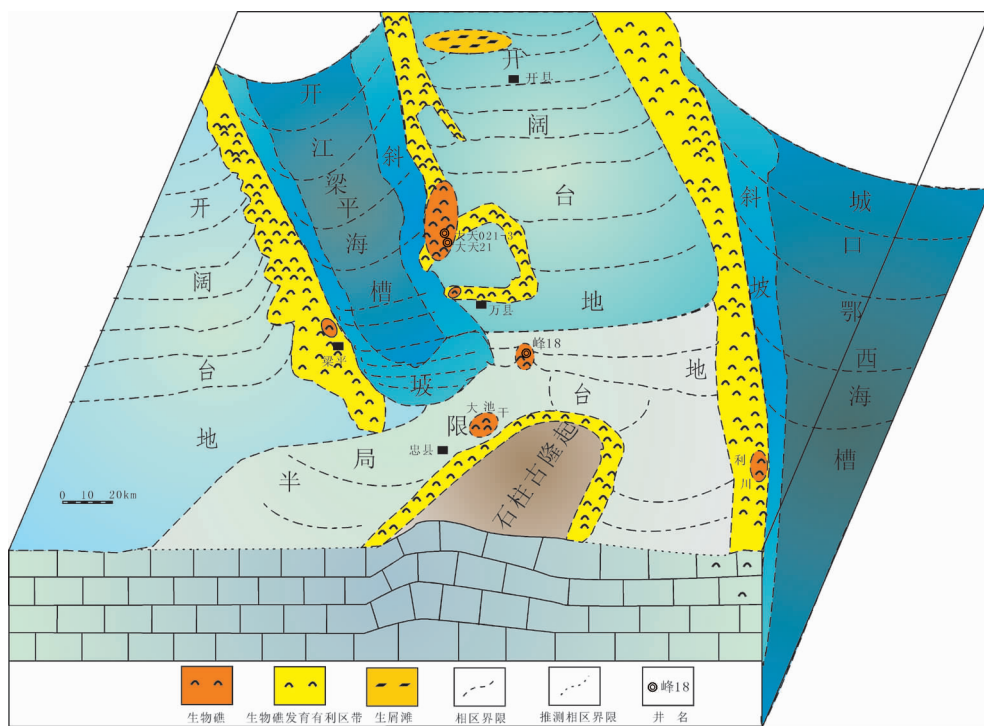 开县
开阔台地
开江梁平海槽
斜坡
大天021-3
大天21
万县
开阔台地
梁平
峰18
斜坡
城口鄂西海槽
大池干
忠县
半局限台地
石柱古隆起
利川
0 10 20km
生物礁
生物礁发育有利区带
生屑滩
相区界限
推测相区界限
峰18
井 名